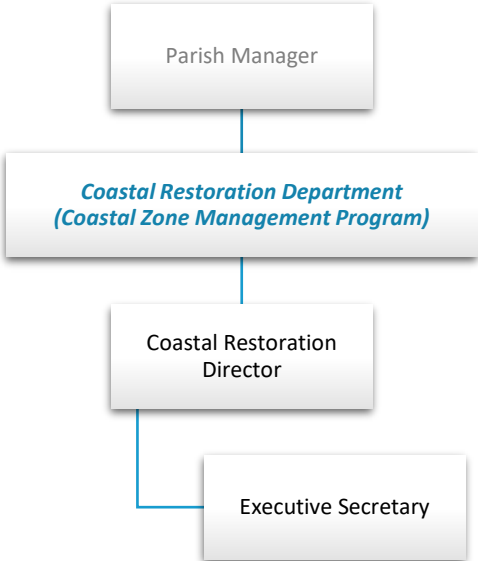 Parish Manager
Coastal Restoration Department
(Coastal Zone Management Program)
Coastal Restoration
Director
Executive Secretary